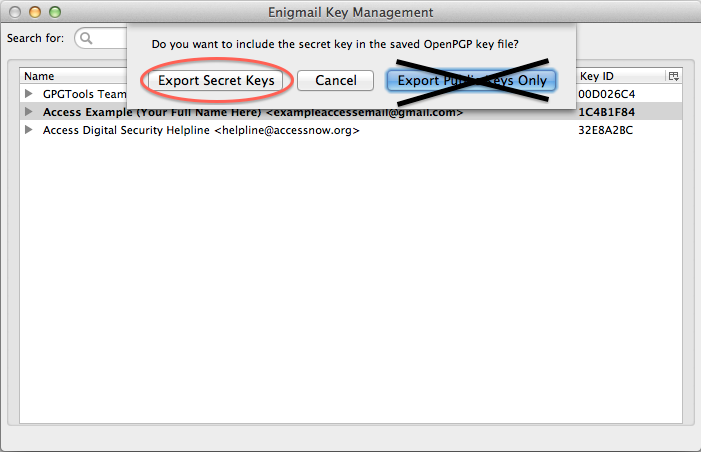 Enigmail Key Management
Search for:
Do you want to include the secret key in the saved OpenPGP key file?
Export Secret Keys
Cancel
Export Public Keys Only
Name
Key ID
GPGTools Team
00D026C4
Access Example (Your Full Name Here) <exampleaccessemail@gmail.com>
1C4B1F84
Access Digital Security Helpline <helpline@accessnow.org>
32E8A2BC